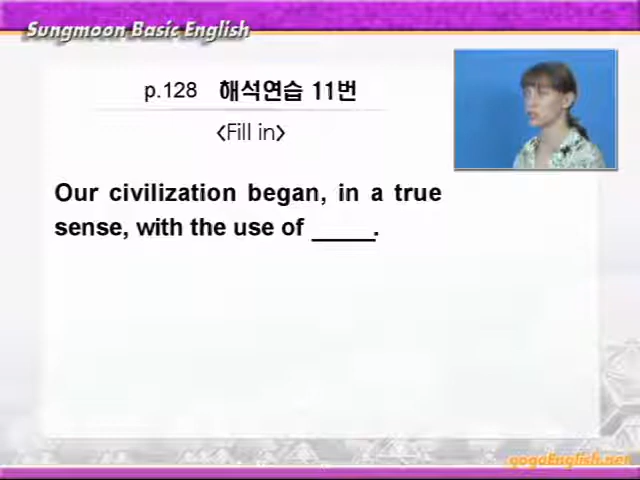 Sungmoon Basic English
p.128 해석연습 11번
<Fill in>
Our civilization began, in a true
sense, with the use of _____.
gogoEnglish.net